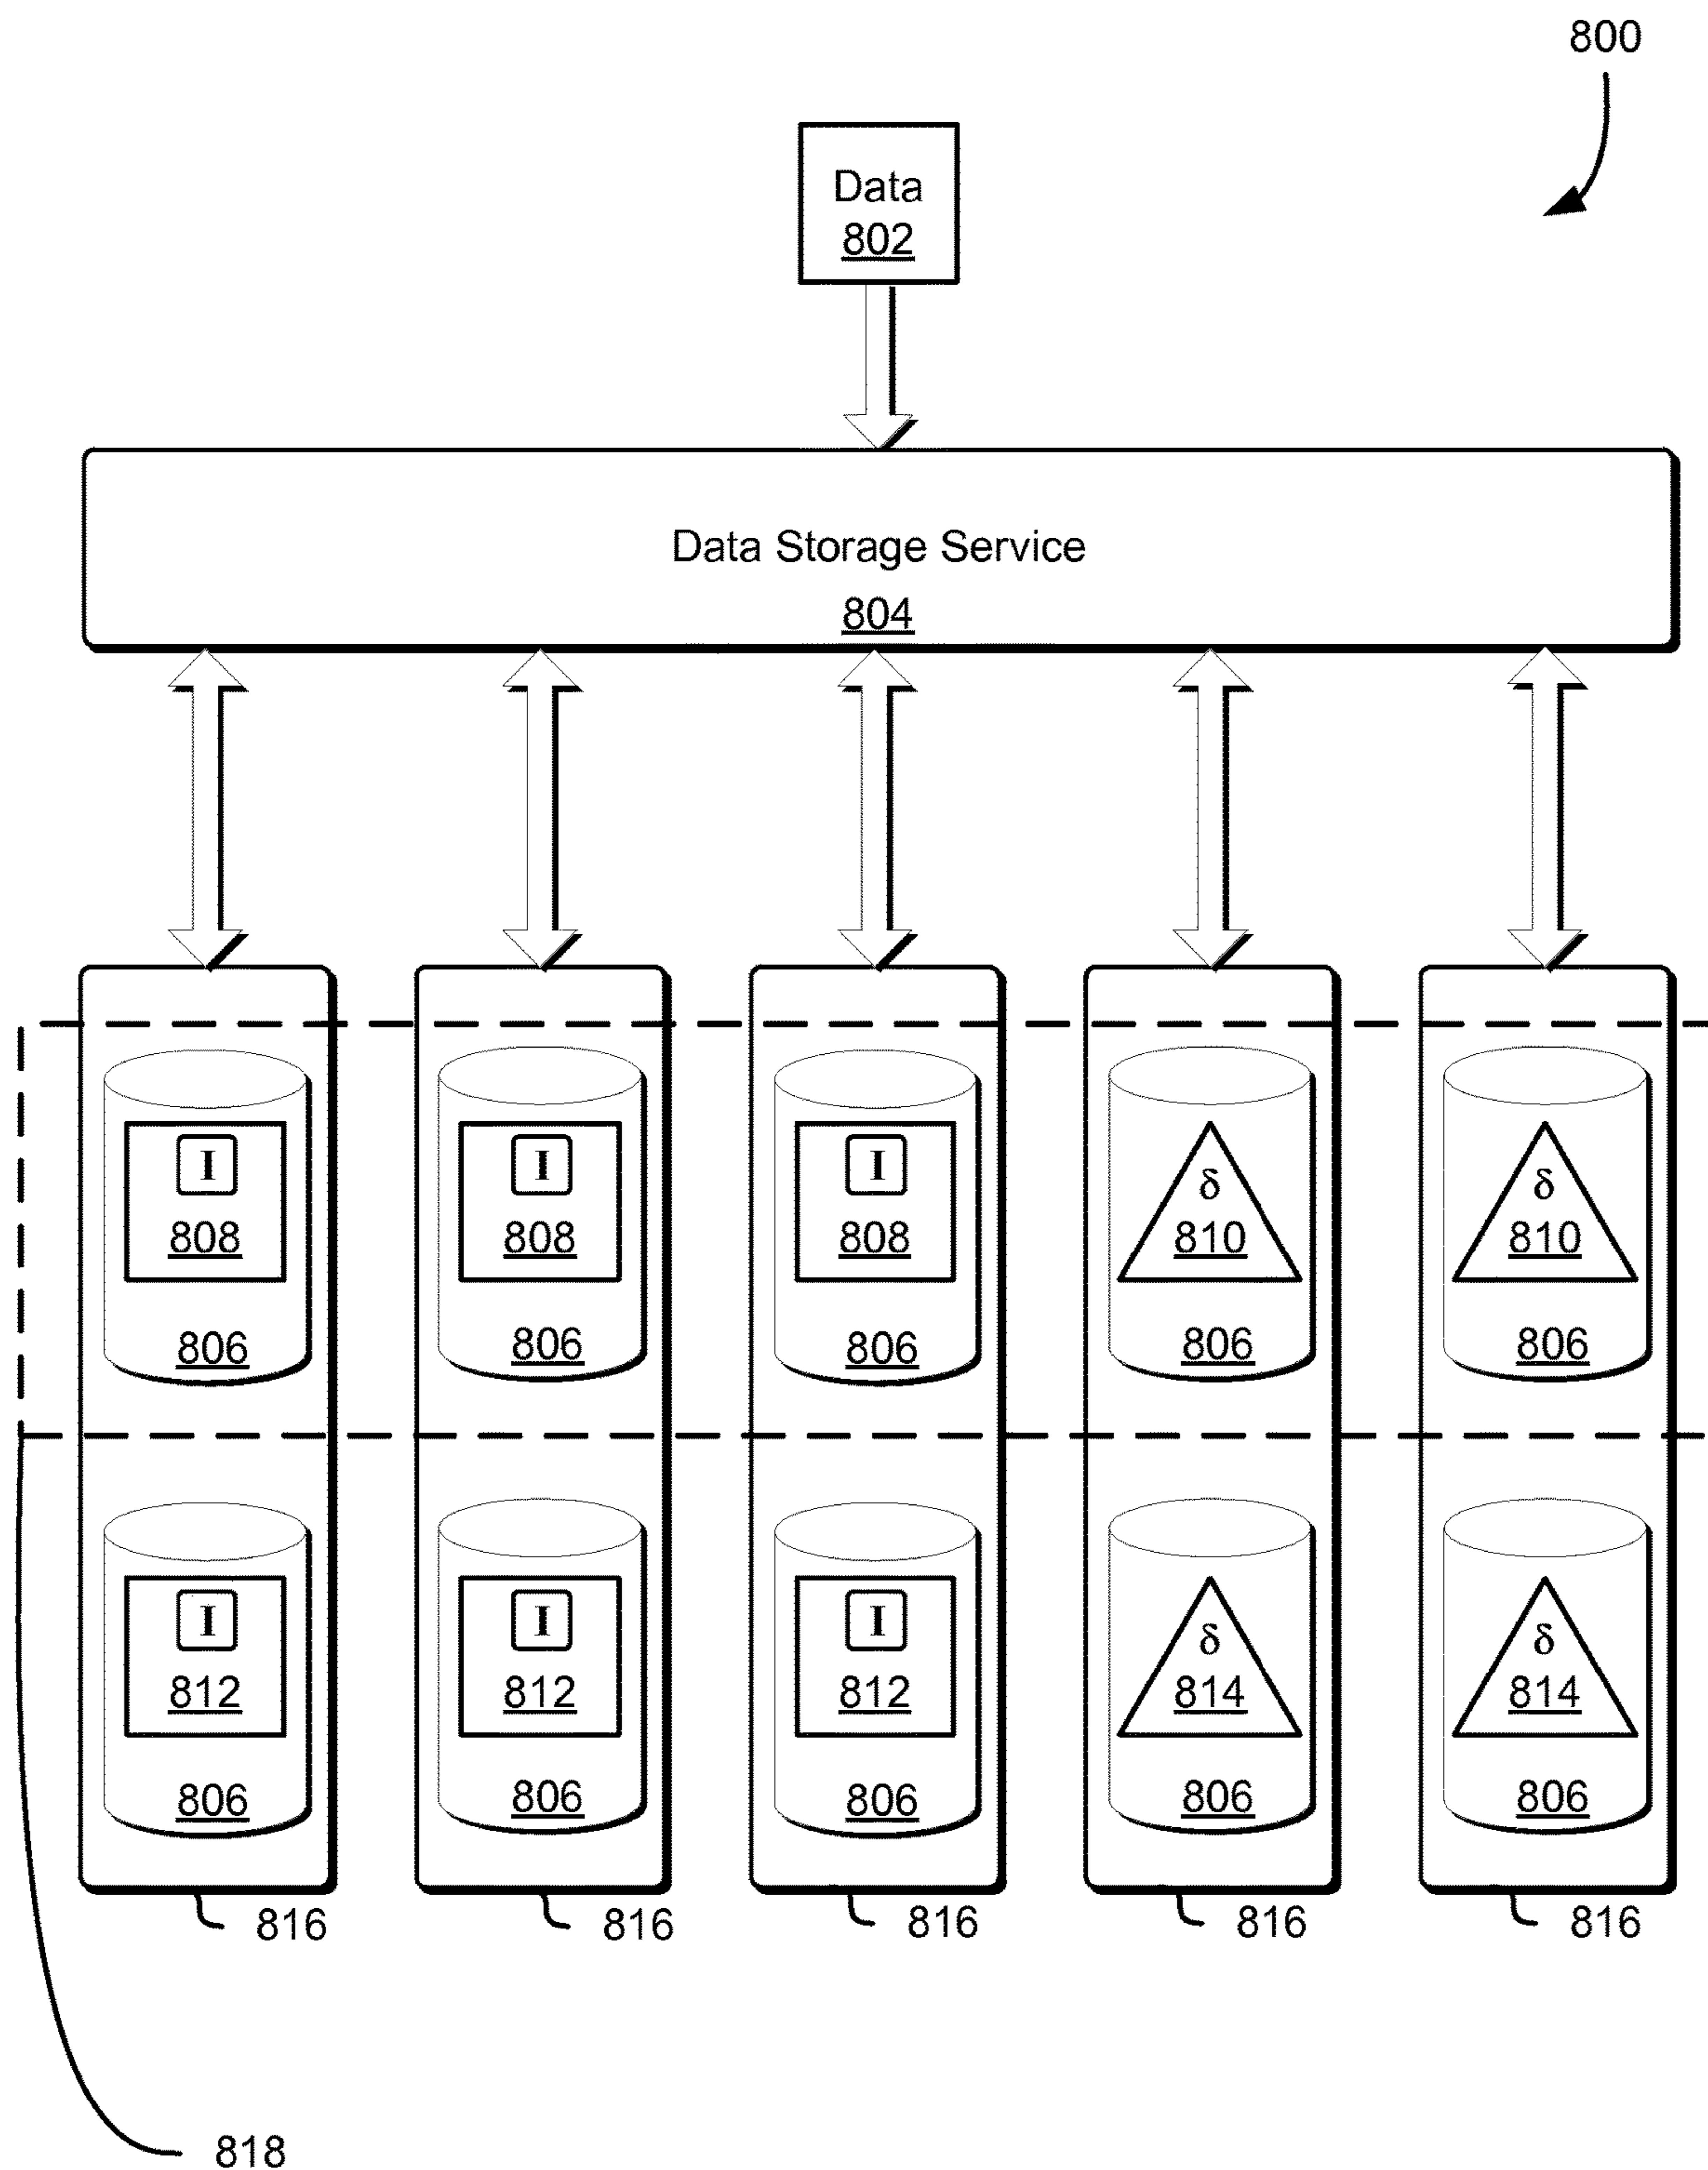 800
Data
802
Data Storage Service
804
I I I δ δ
808 808 808 810 810
806 806 806 806 806
I I I δ δ
812 812 812 814 814
806 806 806 806 806
816 816 816 816 816
818